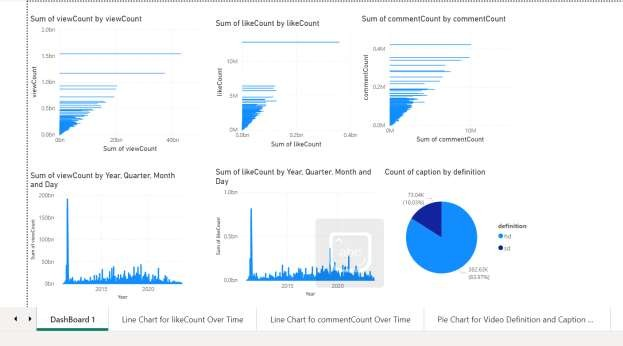 Sum of viewCount by viewCount
2.0bn
1.5bn
1.0bn
0.5bn
0.0bn
viewCount
0bn 20bn 40bn
Sum of viewCount
Sum of likeCount by likeCount
10M
5M
0M
likeCount
0.0bn 0.2bn 0.4bn
Sum of likeCount
Sum of commentCount by commentCount
0.4M
0.2M
0.0M
commentCount
0M 10M
Sum of commentCount
Sum of viewCount by Year, Quarter, Month
and Day
200bn
150bn
100bn
50bn
0bn
Sum of viewCount
2015 2020
Year
Sum of likeCount by Year, Quarter, Month and
Day
1.0bn
0.5bn
0.0bn
Sum of likeCount
abc
2015 2020
Year
Count of caption by definition
73.04K
(16.03%)
382.63K
(83.97%)
definition
hd
sd
DashBoard 1
Line Chart for likeCount Over Time
Line Chart fo commentCount Over Time
Pie Chart for Video Definition and Caption ...